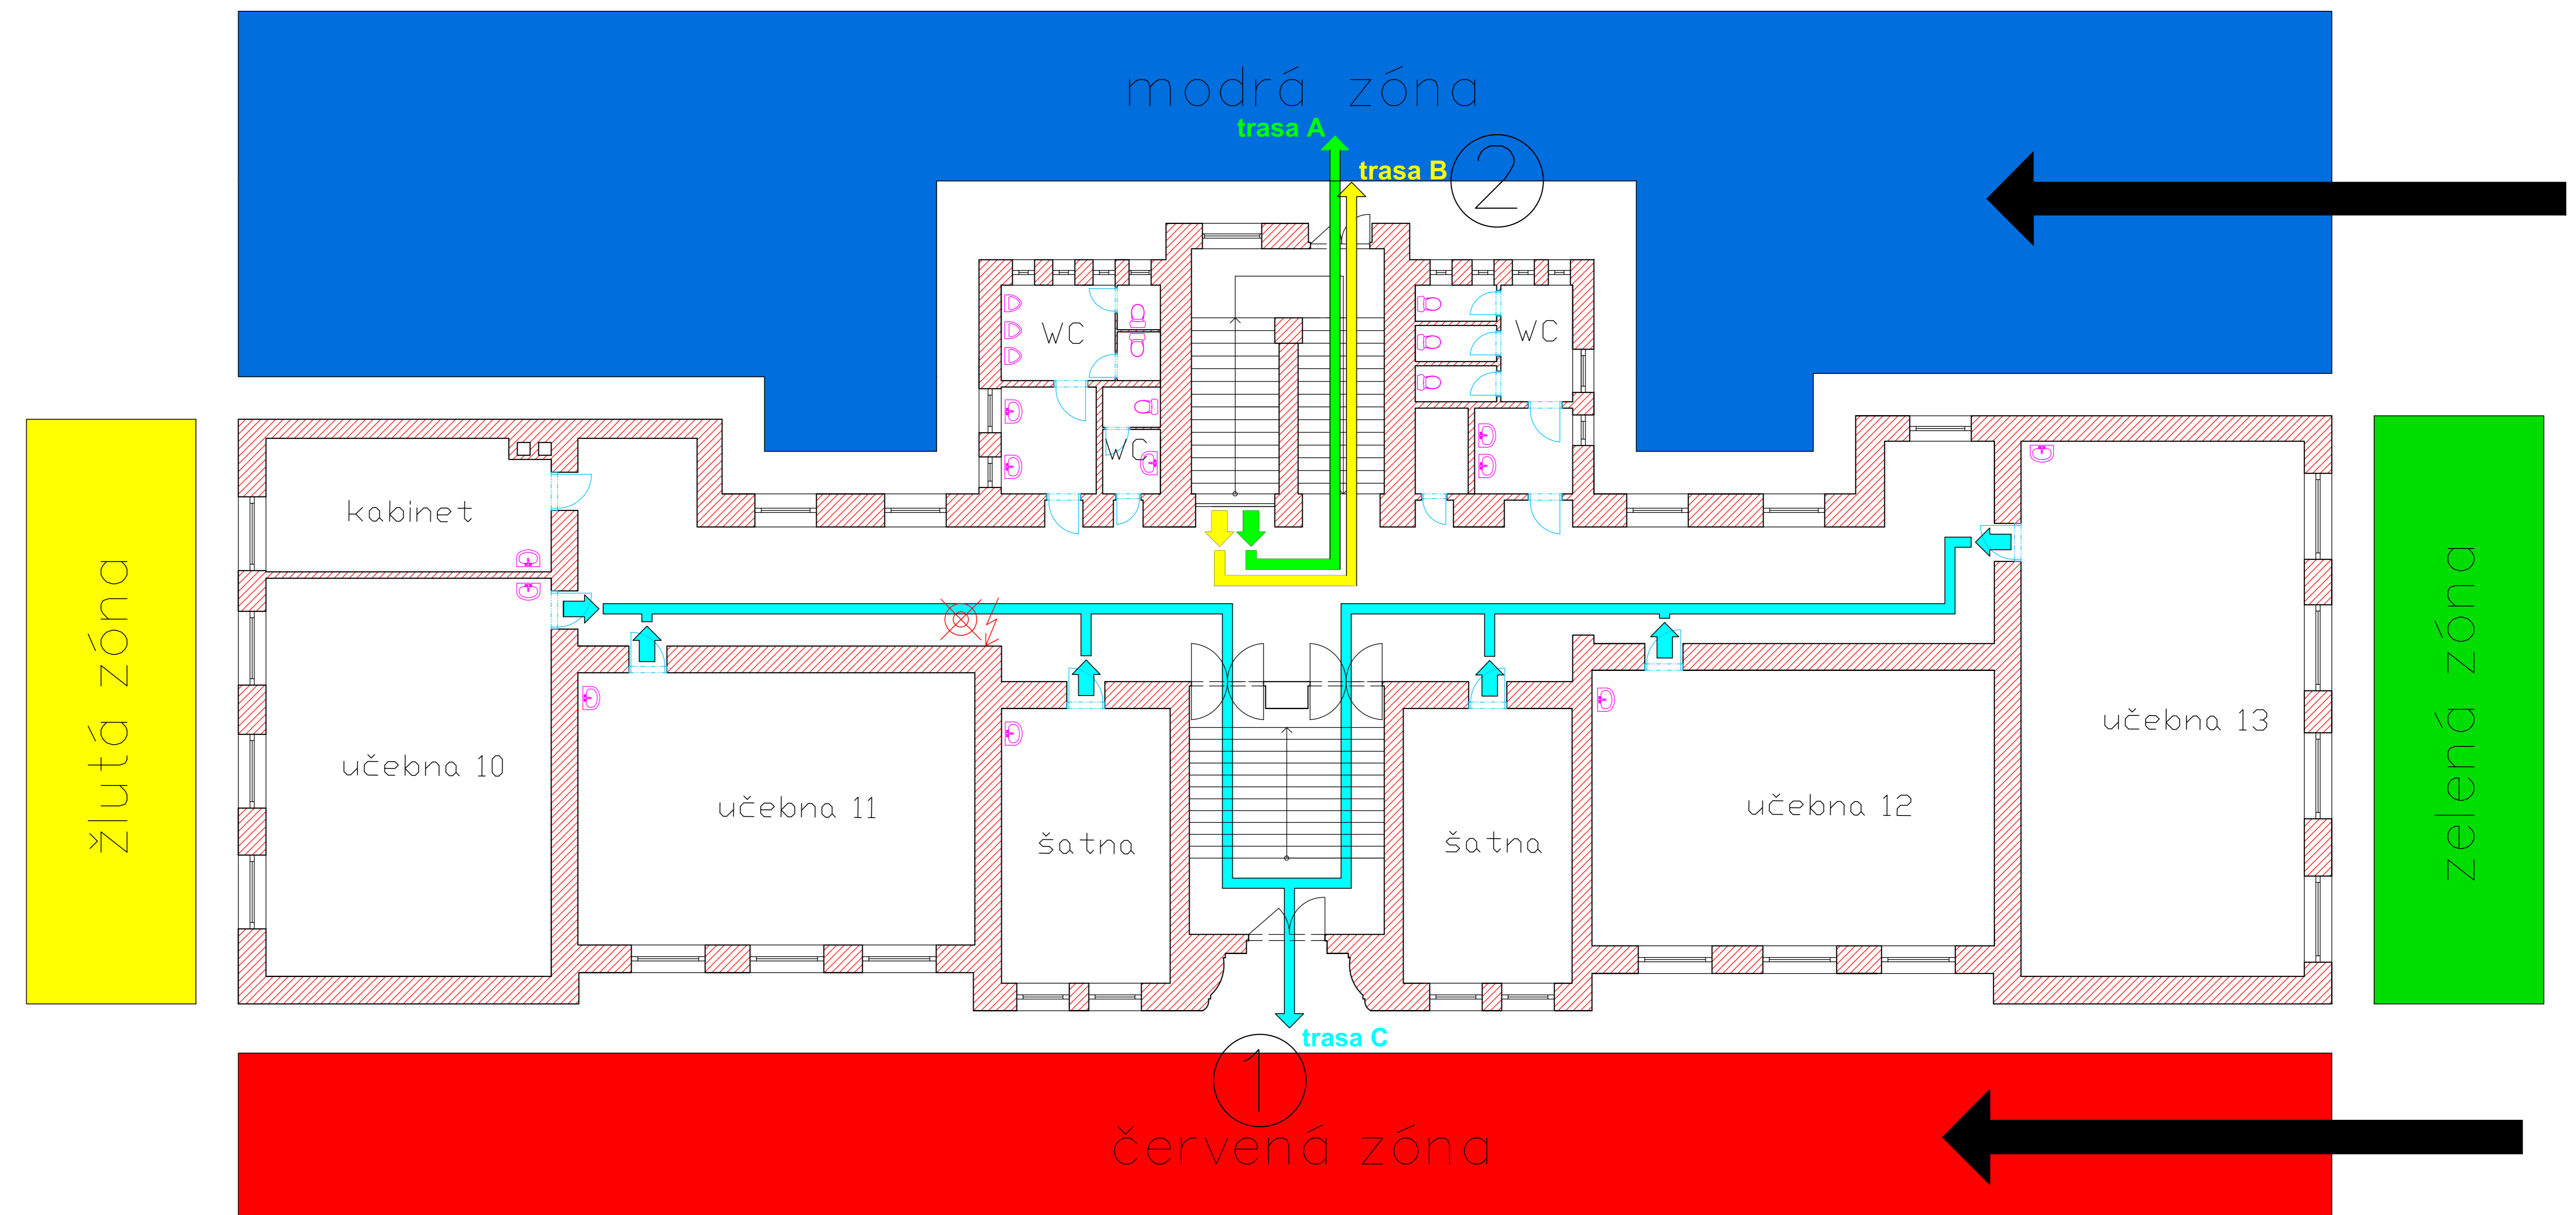 modrá zóna
trasa A
trasa B
2
WC
WC
WC
kabinet
žlutá zóna
zelená zóna
učebna 10
učebna 11
šatna
šatna
učebna 12
učebna 13
trasa C
1
červená zóna